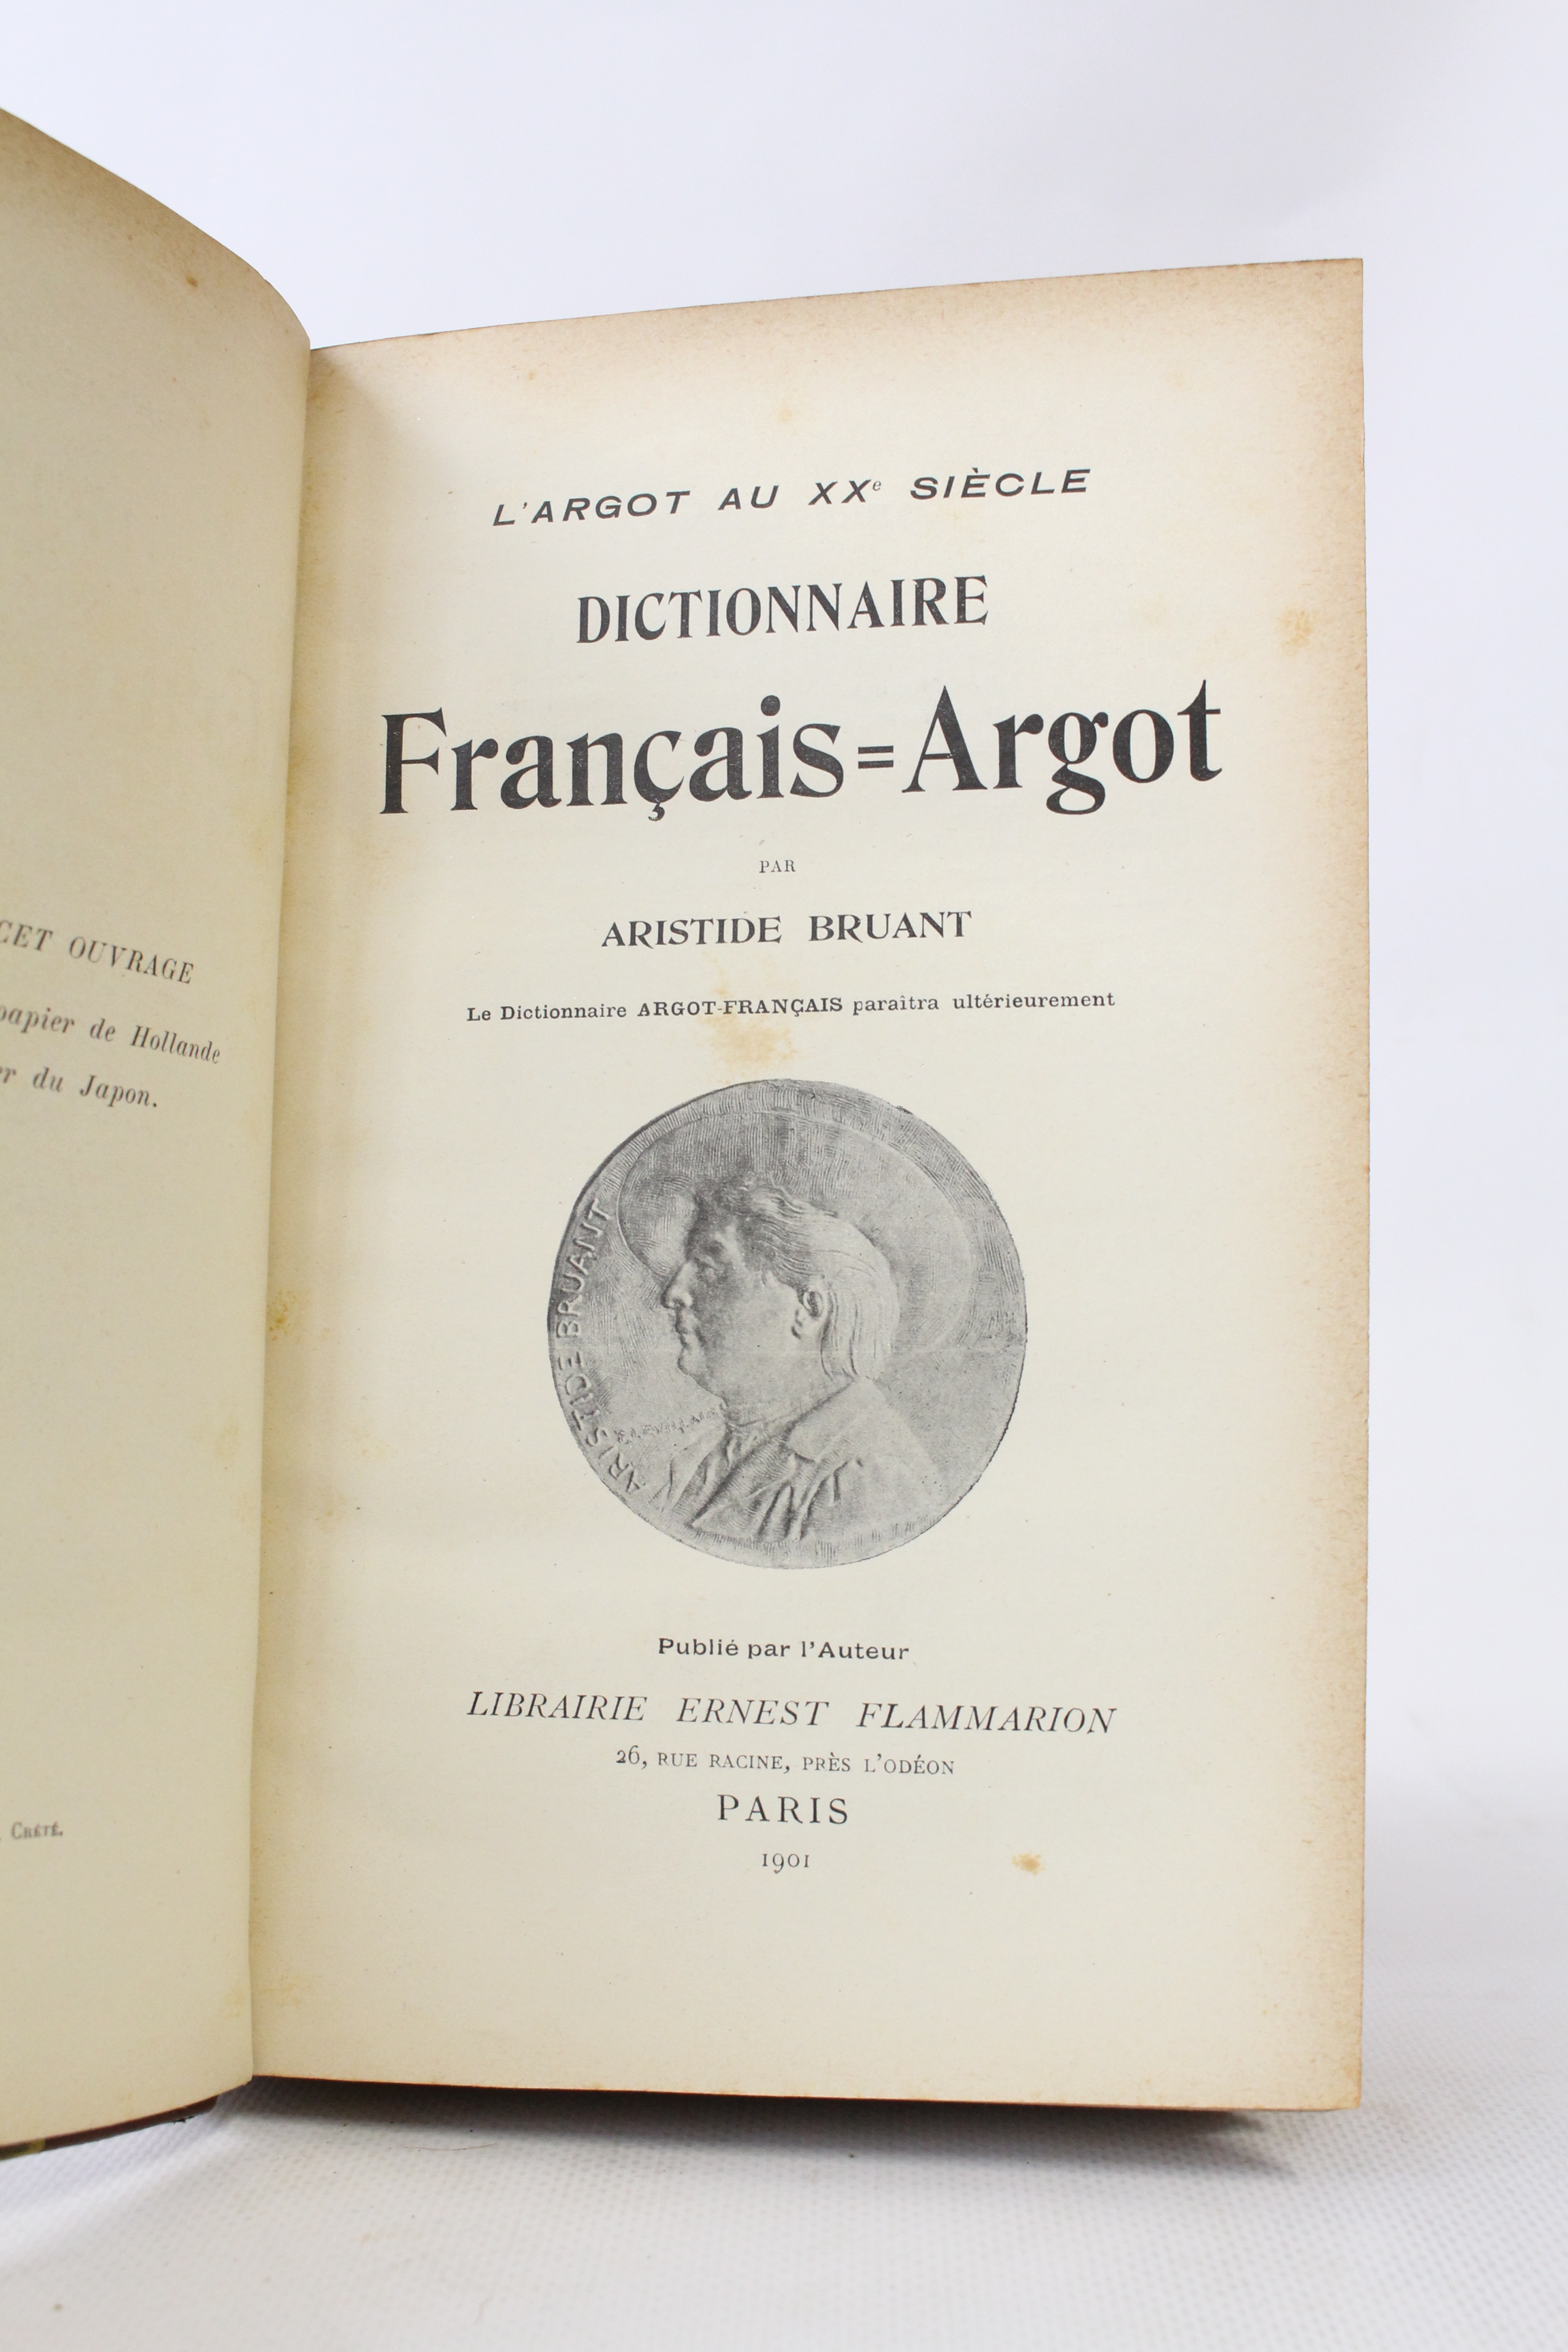 CET OUVRAGE
papier de Hollande
du Japon.
CRÉTÉ.
L'ARGOT AU XXe SIÈCLE
DICTIONNAIRE
Français=Argot
PAR
ARISTIDE BRUANT
Le Dictionnaire ARGOT-FRANÇAIS paraîtra ultérieurement
ARISTIDE BRUANT
Publié par l'Auteur
LIBRAIRIE ERNEST FLAMMARION
26, RUE RACINE, PRÈS L'ODÉON
PARIS
1901